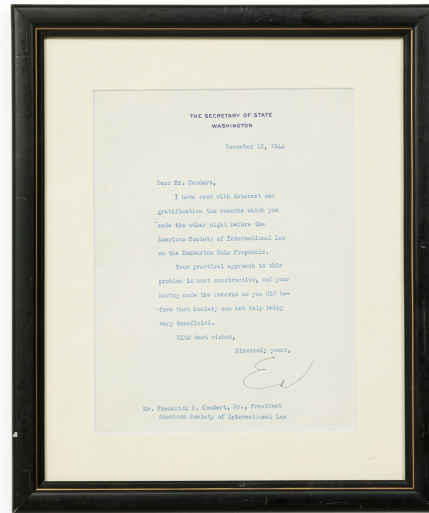 THE SECRETARY OF STATE
WASHINGTON
December 18, 1944
Dear Mr. Coudert,
I have read with interest and
gratification the remarks which you
made the other night before the
American Society of International Law
on the Dumbarton Oaks Proposals.
Your practical approach to this
problem is most constructive, and your
having made the remarks as you did be-
fore that Society can not help being
very beneficial.
With best wishes,
Sincerely yours,
Mr. Frederick R. Coudert, Sr., President
American Society of International Law